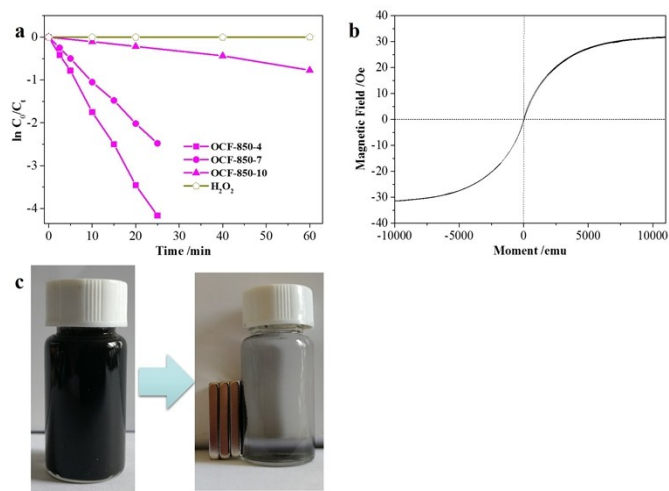 a
ln C₀/Cₜ
0
-1
-2
-3
-4
0
10
20
30
40
50
60
Time /min
OCF-850-4
OCF-850-7
OCF-850-10
H₂O₂
b
Magnetic Field /Oe
40
30
20
10
0
-10
-20
-30
-40
-10000
-5000
0
5000
10000
Moment /emu
c